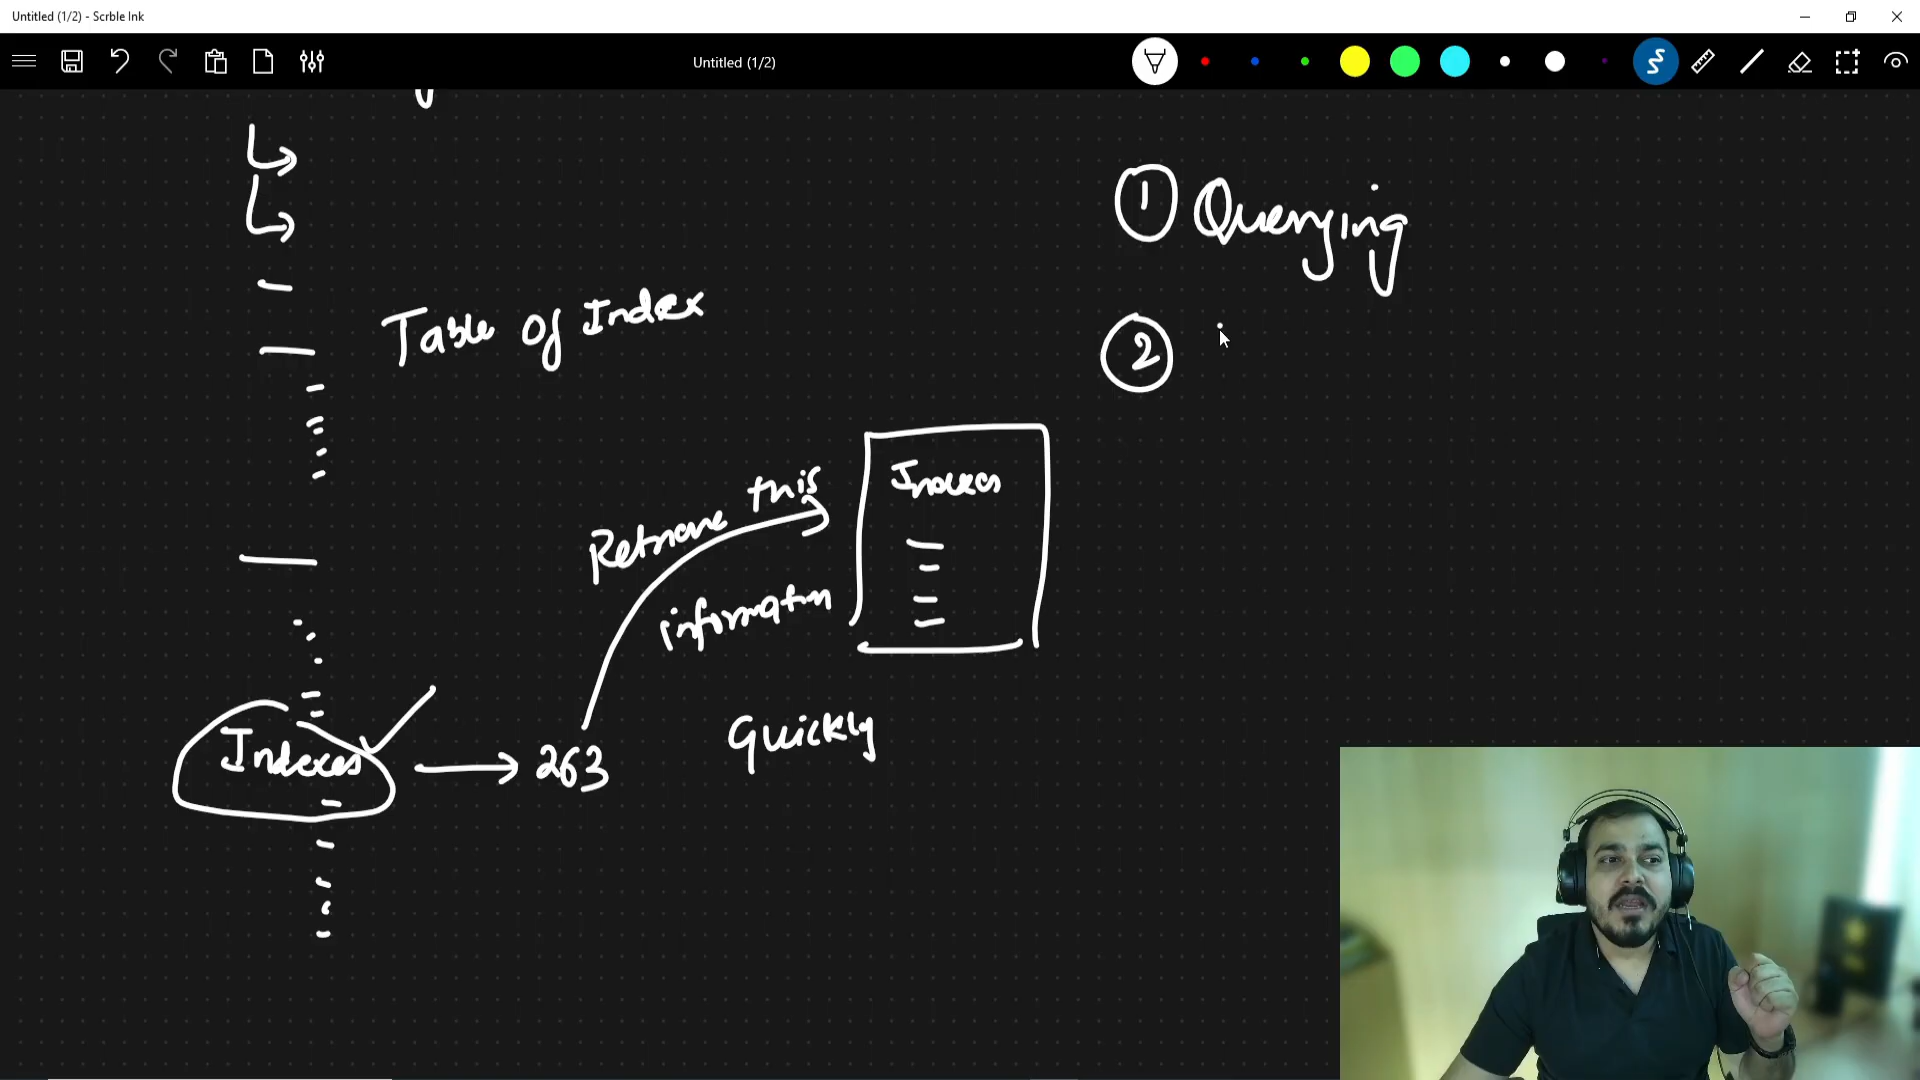 Untitled (1/2) - Scrble Ink
Untitled (1/2)
① Querying
②
Table of Index
Indexes
Retrieve this
information
Indexes → 263
Quickly